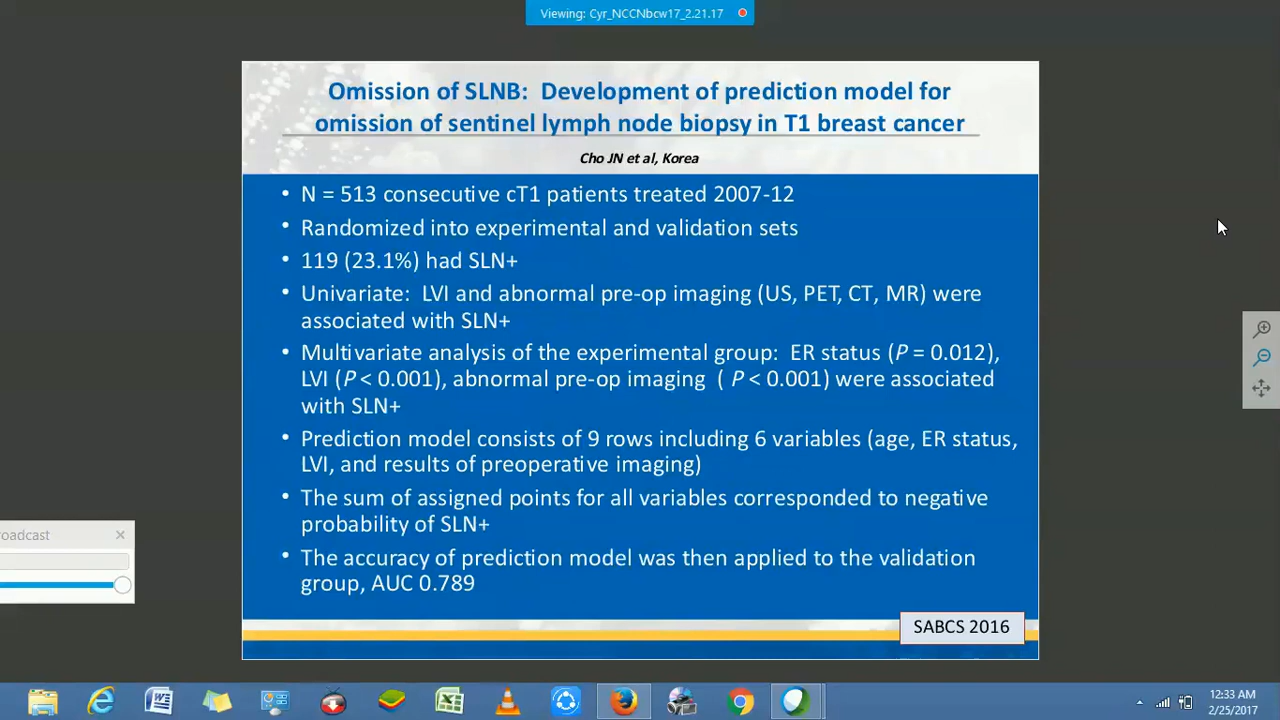 Viewing: Cyr_NCCNbcw17_2.21.17
Omission of SLNB: Development of prediction model for
omission of sentinel lymph node biopsy in T1 breast cancer
Cho JN et al, Korea
• N = 513 consecutive cT1 patients treated 2007-12
• Randomized into experimental and validation sets
• 119 (23.1%) had SLN+
• Univariate: LVI and abnormal pre-op imaging (US, PET, CT, MR) were
associated with SLN+
• Multivariate analysis of the experimental group: ER status (P = 0.012),
LVI (P < 0.001), abnormal pre-op imaging ( P < 0.001) were associated
with SLN+
• Prediction model consists of 9 rows including 6 variables (age, ER status,
LVI, and results of preoperative imaging)
• The sum of assigned points for all variables corresponded to negative
probability of SLN+
• The accuracy of prediction model was then applied to the validation
group, AUC 0.789
SABCS 2016
oadcast
12:33 AM
2/25/2017